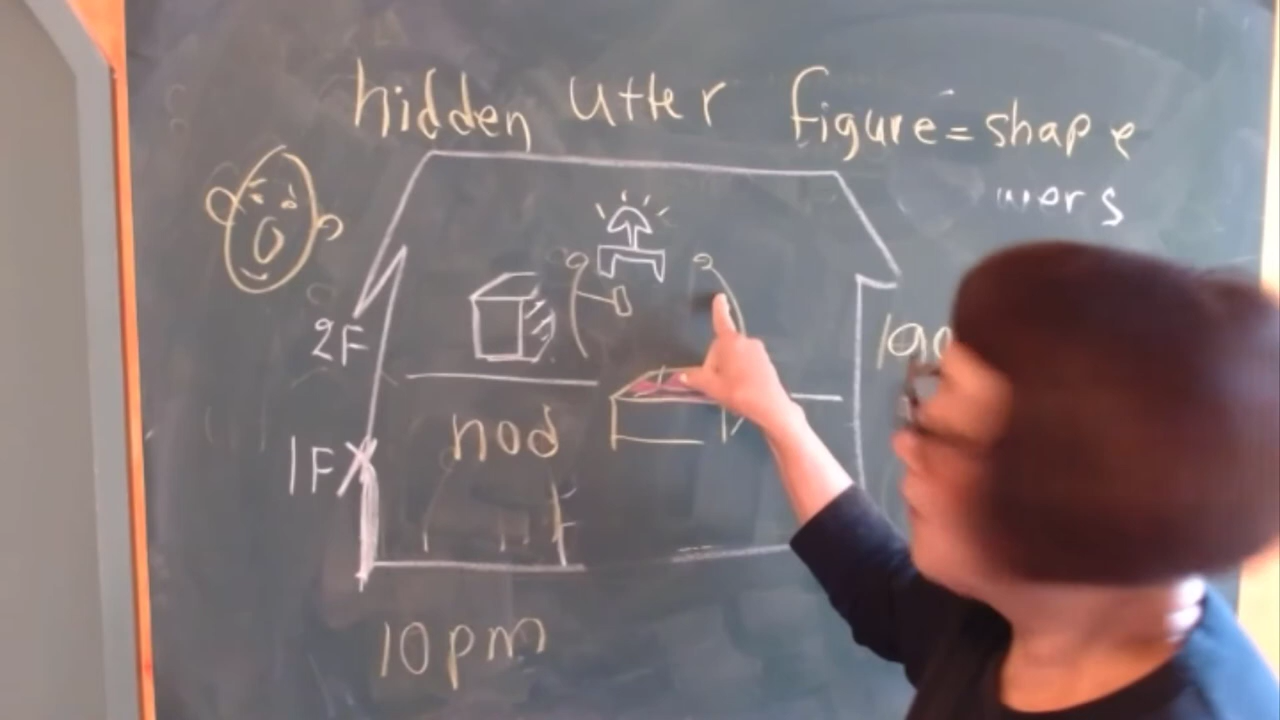 hidden utter figure = shape
2F
nod
1F
10pm